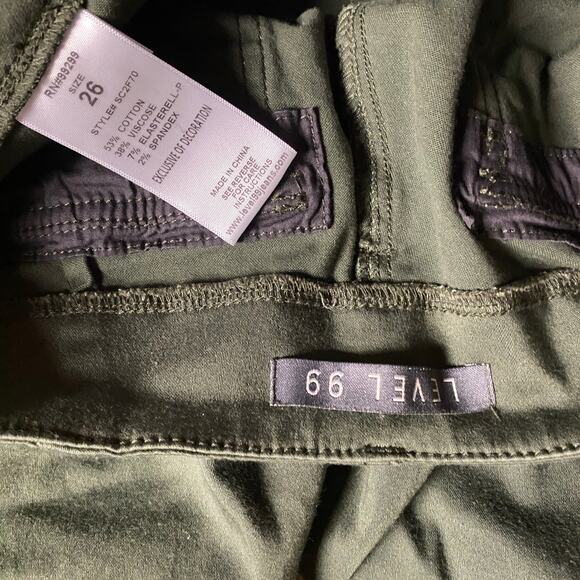 RN#99299
SIZE
26
STYLE# SC2F70
53% COTTON
38% VISCOSE
7% ELASTERELL-P
2% SPANDEX
EXCLUSIVE OF DECORATION
MADE IN CHINA
SEE REVERSE
FOR CARE
INSTRUCTIONS
www.level99jeans.com
LEVEL 99